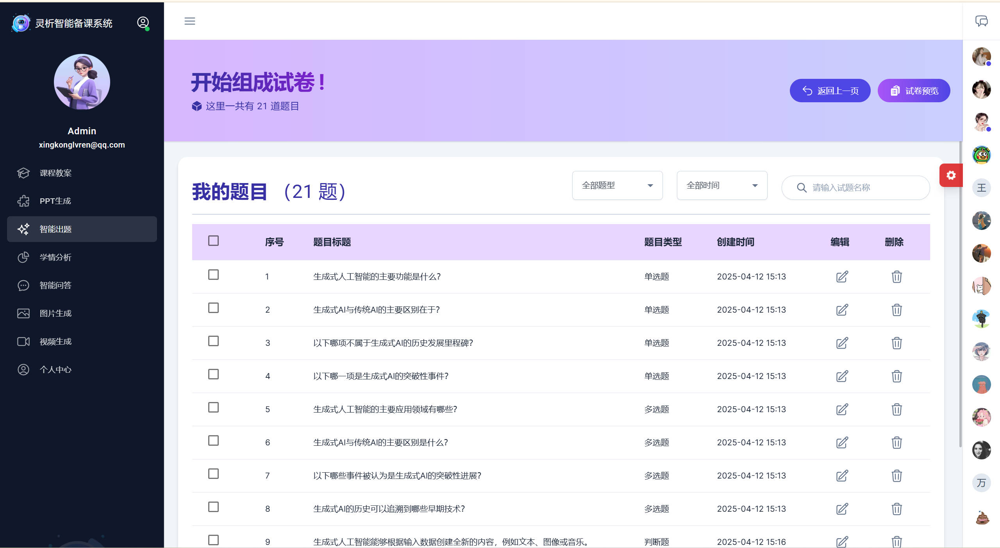 灵析智能备课系统
Admin
xingkonglvren@qq.com
课程教案
PPT生成
智能出题
学情分析
智能问答
图片生成
视频生成
个人中心
开始组成试卷！
这里一共有 21 道题目
返回上一页
试卷预览
我的题目 （21 题）
全部题型
全部时间
请输入试题名称
序号 题目标题 题目类型 创建时间 编辑 删除
1 生成式人工智能的主要功能是什么？ 单选题 2025-04-12 15:13
2 生成式AI与传统AI的主要区别在于？ 单选题 2025-04-12 15:13
3 以下哪项不属于生成式AI的历史发展里程碑？ 单选题 2025-04-12 15:13
4 以下哪一项是生成式AI的突破性事件？ 单选题 2025-04-12 15:13
5 生成式人工智能的主要应用领域有哪些？ 多选题 2025-04-12 15:13
6 生成式AI与传统AI的主要区别是什么？ 多选题 2025-04-12 15:13
7 以下哪些事件被认为是生成式AI的突破性进展？ 多选题 2025-04-12 15:13
8 生成式AI的历史可以追溯到哪些早期技术？ 多选题 2025-04-12 15:13
9 生成式人工智能能够根据输入数据创建全新的内容，例如文本、图像或音乐。 判断题 2025-04-12 15:16
王
万